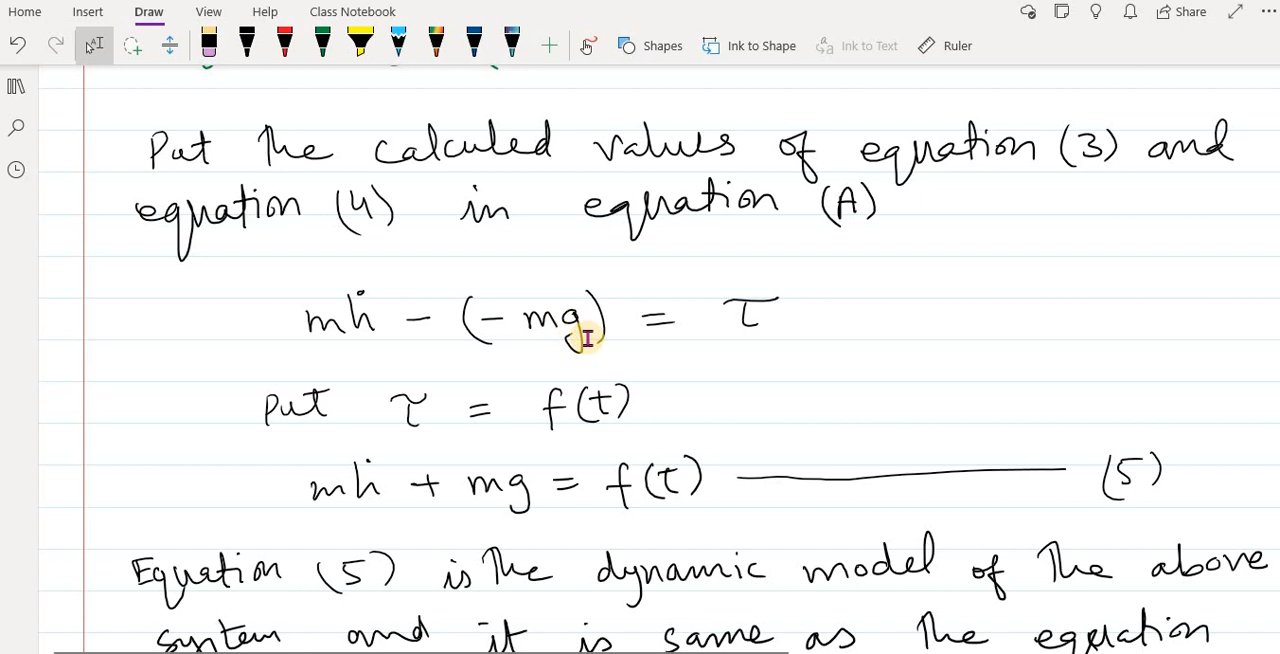 Home Insert Draw View Help Class Notebook Share
Shapes Ink to Shape Ink to Text Ruler
Put the calculed values of equation (3) and
equation (4) in equation (A)
mḣ - (- mg) = τ
Put τ = f(t)
mḣ + mg = f(t) (5)
Equation (5) is the dynamic model of the above
system and it is same as the equation